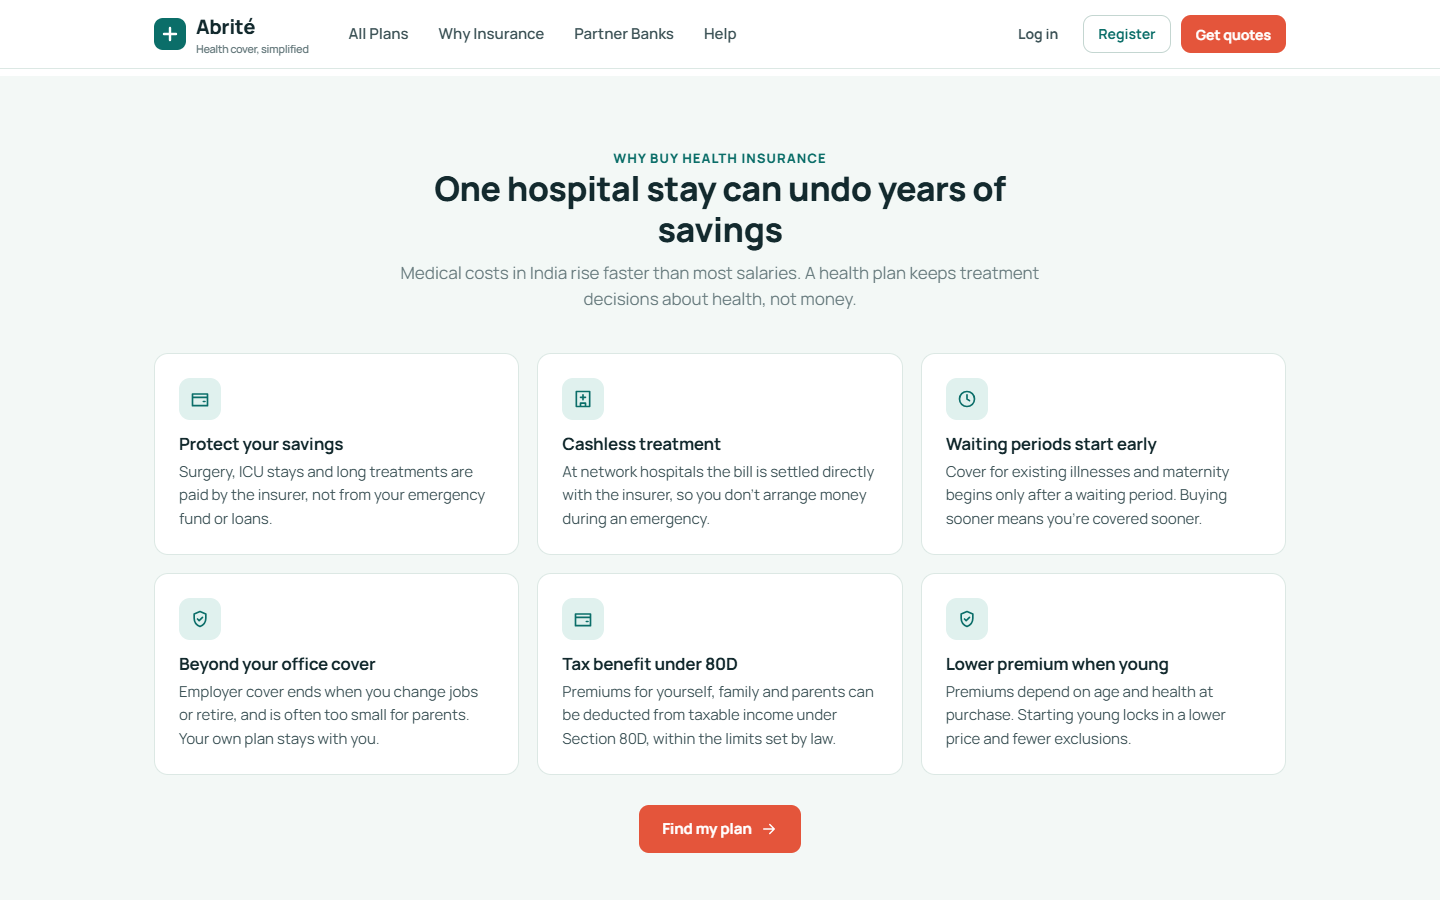 Abrité
Health cover, simplified
All Plans
Why Insurance
Partner Banks
Help
Log in
Register
Get quotes
WHY BUY HEALTH INSURANCE
One hospital stay can undo years of
savings
Medical costs in India rise faster than most salaries. A health plan keeps treatment
decisions about health, not money.
Protect your savings
Surgery, ICU stays and long treatments are
paid by the insurer, not from your emergency
fund or loans.
Cashless treatment
At network hospitals the bill is settled directly
with the insurer, so you don't arrange money
during an emergency.
Waiting periods start early
Cover for existing illnesses and maternity
begins only after a waiting period. Buying
sooner means you're covered sooner.
Beyond your office cover
Employer cover ends when you change jobs
or retire, and is often too small for parents.
Your own plan stays with you.
Tax benefit under 80D
Premiums for yourself, family and parents can
be deducted from taxable income under
Section 80D, within the limits set by law.
Lower premium when young
Premiums depend on age and health at
purchase. Starting young locks in a lower
price and fewer exclusions.
Find my plan